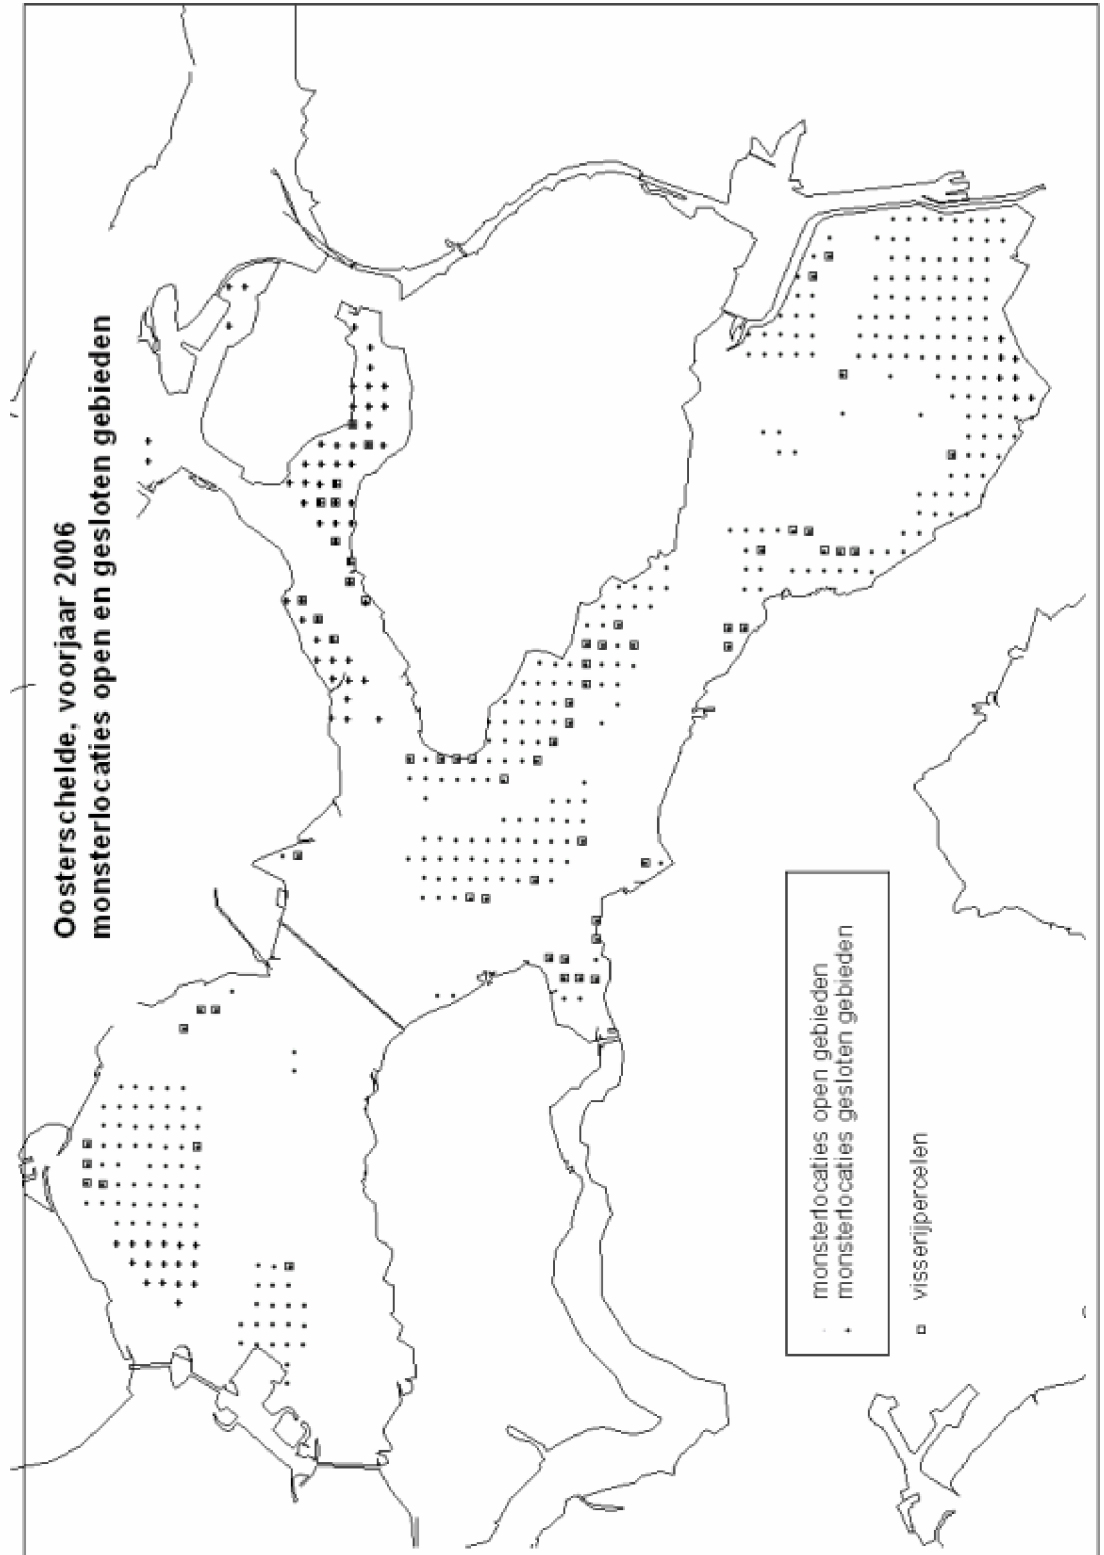 Oosterschelde, voorjaar 2006
monsterlocaties open en gesloten gebieden
monsterlocaties open gebieden
monsterlocaties gesloten gebieden
visserijpercelen